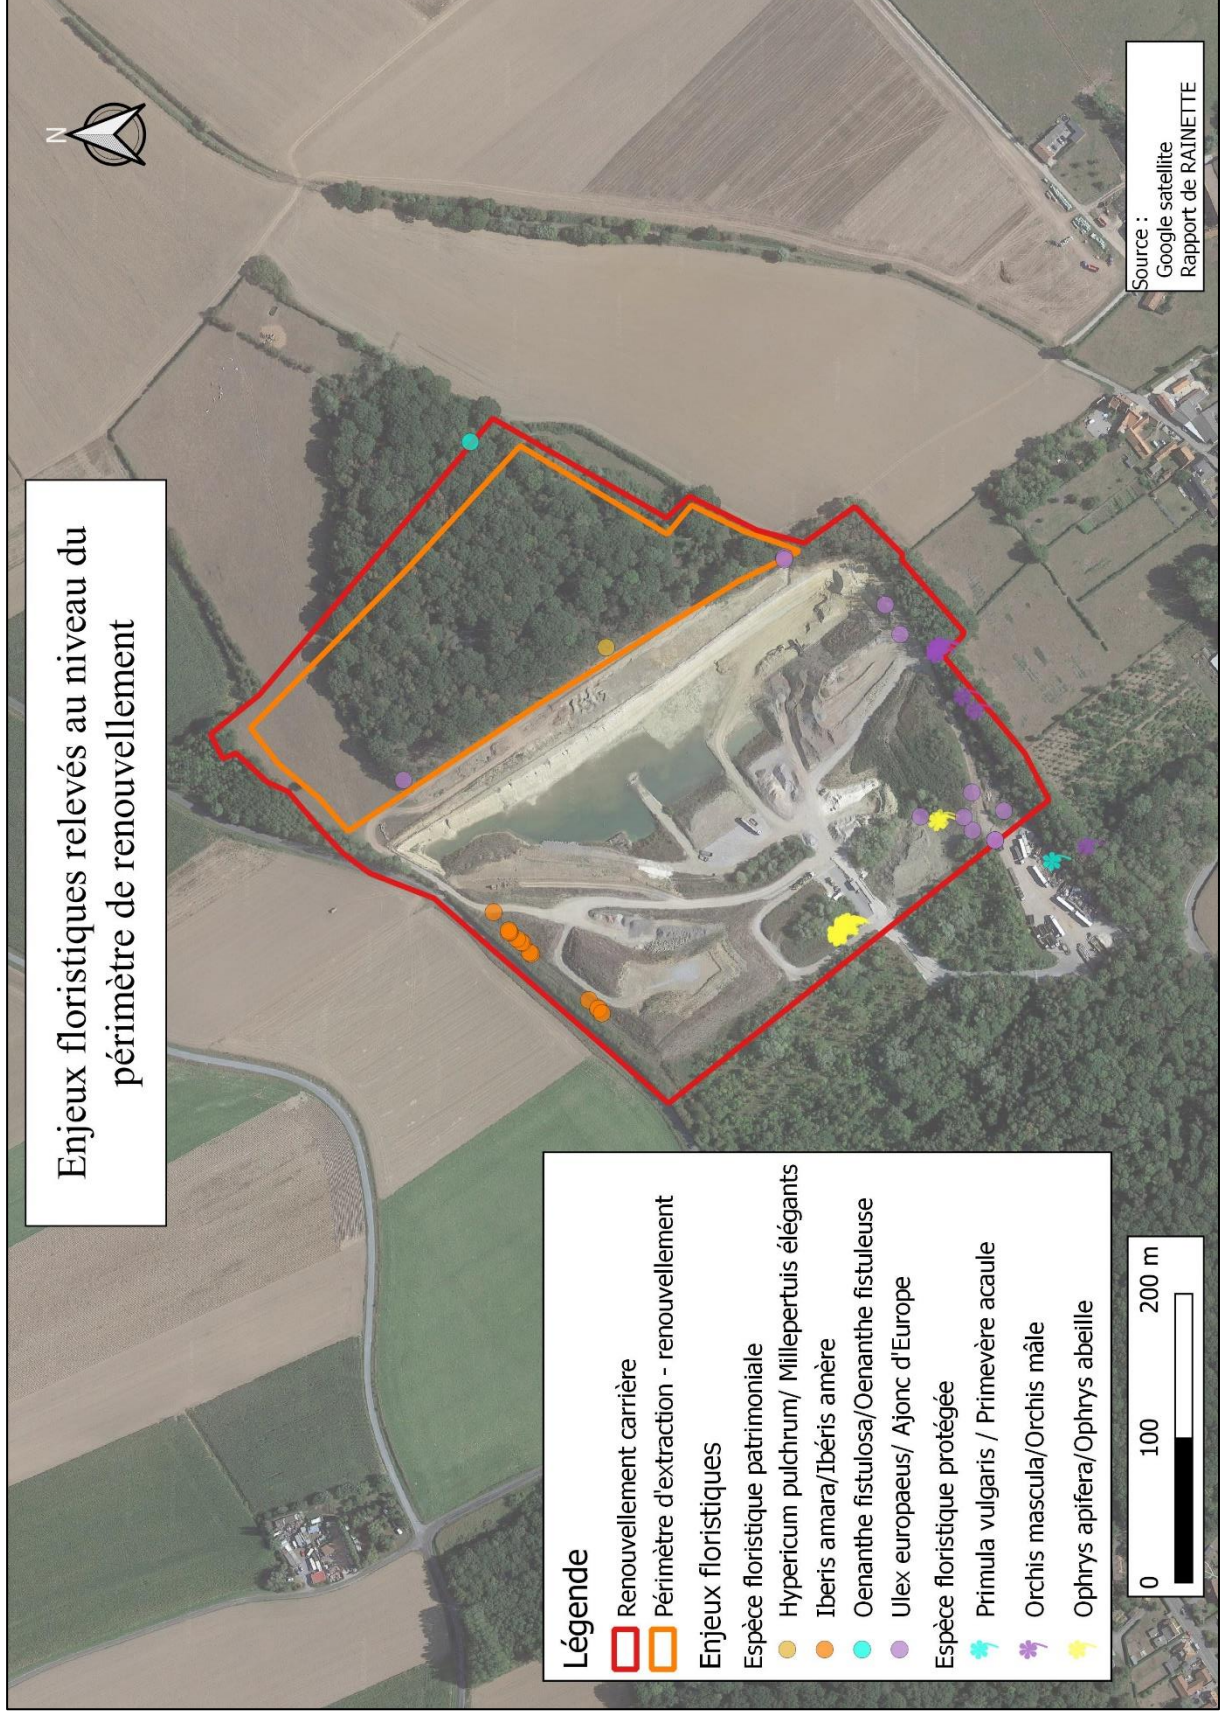 Enjeux floristiques relevés au niveau du
périmètre de renouvellement
N
Légende
Renouvellement carrière
Périmètre d'extraction - renouvellement
Enjeux floristiques
Espèce floristique patrimoniale
Hypericum pulchrum/ Millepertuis élégants
Iberis amara/Ibéris amère
Oenanthe fistulosa/Oenanthe fistuleuse
Ulex europaeus/ Ajonc d'Europe
Espèce floristique protégée
Primula vulgaris / Primevère acaule
Orchis mascula/Orchis mâle
Ophrys apifera/Ophrys abeille
0 100 200 m
Source :
Google satellite
Rapport de RAINETTE